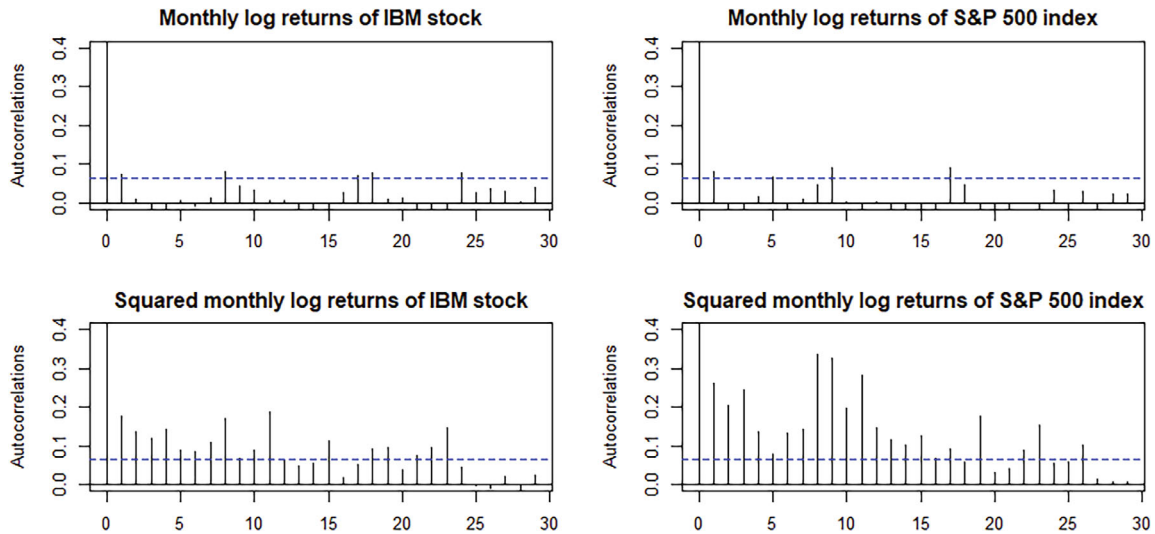 Monthly log returns of IBM stock
Autocorrelations
0.0 0.1 0.2 0.3 0.4
0 5 10 15 20 25 30
Monthly log returns of S&P 500 index
Autocorrelations
0.0 0.1 0.2 0.3 0.4
0 5 10 15 20 25 30
Squared monthly log returns of IBM stock
Autocorrelations
0.0 0.1 0.2 0.3 0.4
0 5 10 15 20 25 30
Squared monthly log returns of S&P 500 index
Autocorrelations
0.0 0.1 0.2 0.3 0.4
0 5 10 15 20 25 30